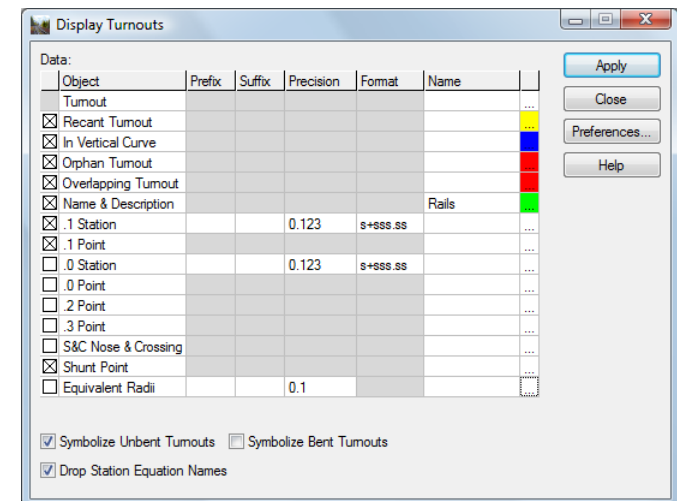 Display Turnouts
Data:
Object Prefix Suffix Precision Format Name
Turnout ...
Recant Turnout ...
In Vertical Curve
Orphan Turnout ...
Overlapping Turnout ...
Name & Description Rails ...
.1 Station 0.123 s+sss.ss ...
.1 Point ...
.0 Station 0.123 s+sss.ss ...
.0 Point ...
.2 Point ...
.3 Point ...
S&C Nose & Crossing ...
Shunt Point ...
Equivalent Radii 0.1 ...
Symbolize Unbent Turnouts Symbolize Bent Turnouts
Drop Station Equation Names
Apply
Close
Preferences...
Help